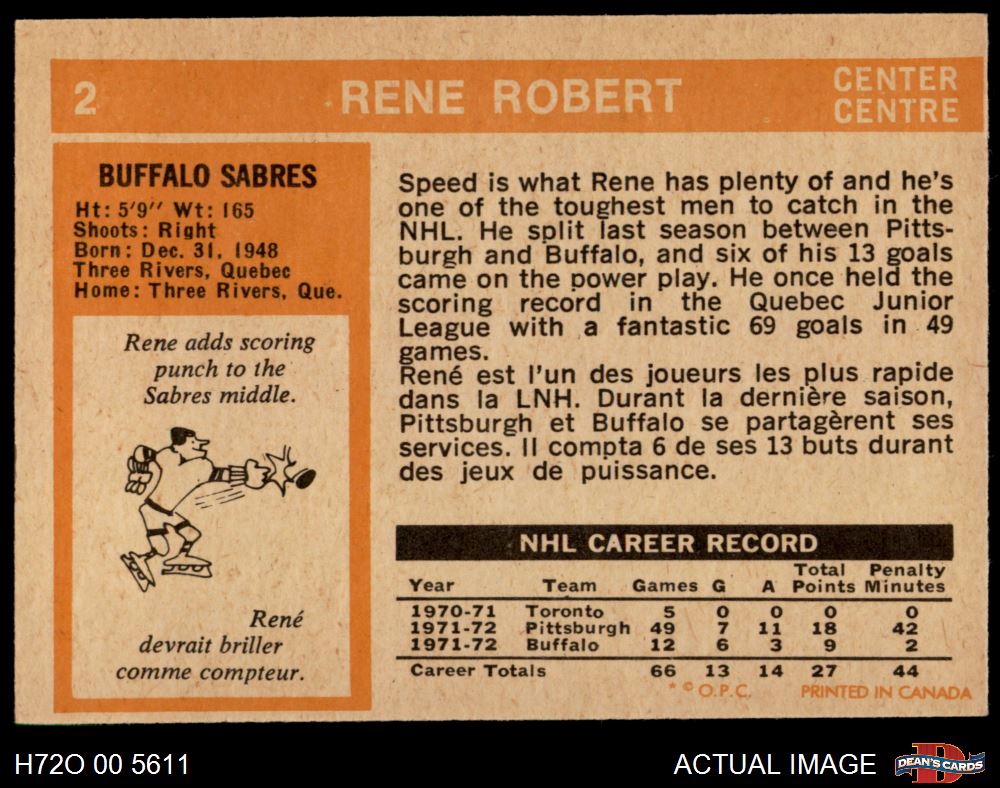 2
RENE ROBERT
CENTER
CENTRE
BUFFALO SABRES
Ht: 5'9'' Wt: 165
Shoots: Right
Born: Dec. 31, 1948
Three Rivers, Quebec
Home: Three Rivers, Que.
Rene adds scoring
punch to the
Sabres middle.
René
devrait briller
comme compteur.
Speed is what Rene has plenty of and he's
one of the toughest men to catch in the
NHL. He split last season between Pitts-
burgh and Buffalo, and six of his 13 goals
came on the power play. He once held the
scoring record in the Quebec Junior
League with a fantastic 69 goals in 49
games.
René est l'un des joueurs les plus rapide
dans la LNH. Durant la dernière saison,
Pittsburgh et Buffalo se partagèrent ses
services. Il compta 6 de ses 13 buts durant
des jeux de puissance.
NHL CAREER RECORD
Year Team Games G A Total Points Penalty Minutes
1970-71 Toronto 5 0 0 0 0
1971-72 Pittsburgh 49 7 11 18 42
1971-72 Buffalo 12 6 3 9 2
Career Totals 66 13 14 27 44
* © O.P.C. PRINTED IN CANADA
H72O 00 5611
ACTUAL IMAGE
D
DEAN'S CARDS